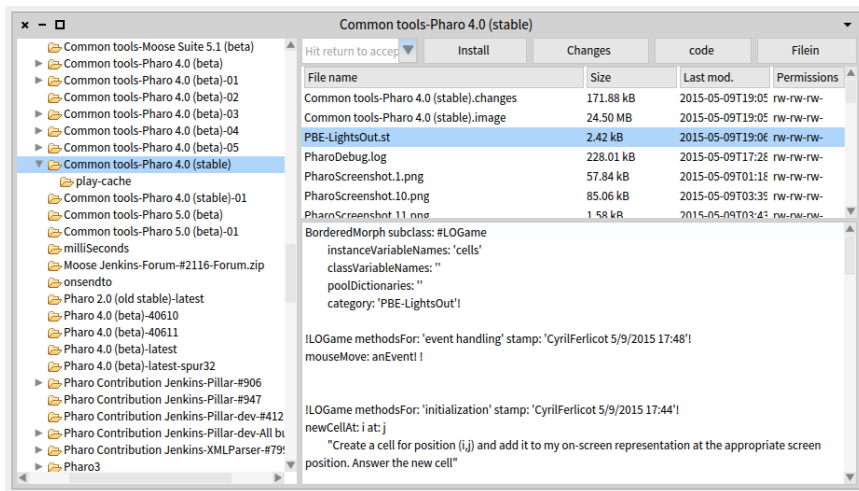 Common tools-Pharo 4.0 (stable)
Common tools-Moose Suite 5.1 (beta)
Common tools-Pharo 4.0 (beta)
Common tools-Pharo 4.0 (beta)-01
Common tools-Pharo 4.0 (beta)-02
Common tools-Pharo 4.0 (beta)-03
Common tools-Pharo 4.0 (beta)-04
Common tools-Pharo 4.0 (beta)-05
Common tools-Pharo 4.0 (stable)
play-cache
Common tools-Pharo 4.0 (stable)-01
Common tools-Pharo 5.0 (beta)
Common tools-Pharo 5.0 (beta)-01
milliSeconds
Moose Jenkins-Forum-#2116-Forum.zip
onsendto
Pharo 2.0 (old stable)-latest
Pharo 4.0 (beta)-40610
Pharo 4.0 (beta)-40611
Pharo 4.0 (beta)-latest
Pharo 4.0 (beta)-latest-spur32
Pharo Contribution Jenkins-Pillar-#906
Pharo Contribution Jenkins-Pillar-#947
Pharo Contribution Jenkins-Pillar-dev-#412
Pharo Contribution Jenkins-Pillar-dev-All bu
Pharo Contribution Jenkins-XMLParser-#79
Pharo3
Hit return to accep Install Changes code Filein
File name Size Last mod. Permissions
Common tools-Pharo 4.0 (stable).changes 171.88 kB 2015-05-09T19:05 rw-rw-rw-
Common tools-Pharo 4.0 (stable).image 24.50 MB 2015-05-09T19:05 rw-rw-rw-
PBE-LightsOut.st 2.42 kB 2015-05-09T19:06 rw-rw-rw-
PharoDebug.log 228.01 kB 2015-05-09T17:28 rw-rw-rw-
PharoScreenshot.1.png 57.84 kB 2015-05-09T01:18 rw-rw-rw-
PharoScreenshot.10.png 85.06 kB 2015-05-09T03:39 rw-rw-rw-
PharoScreenshot.11.png 1.58 kB 2015-05-09T03:43 rw-rw-rw-
BorderedMorph subclass: #LOGame
instanceVariableNames: 'cells'
classVariableNames: ''
poolDictionaries: ''
category: 'PBE-LightsOut'!
!LOGame methodsFor: 'event handling' stamp: 'CyrilFerlicot 5/9/2015 17:48'!
mouseMove: anEvent! !
!LOGame methodsFor: 'initialization' stamp: 'CyrilFerlicot 5/9/2015 17:44'!
newCellAt: i at: j
"Create a cell for position (i,j) and add it to my on-screen representation at the appropriate screen
position. Answer the new cell"